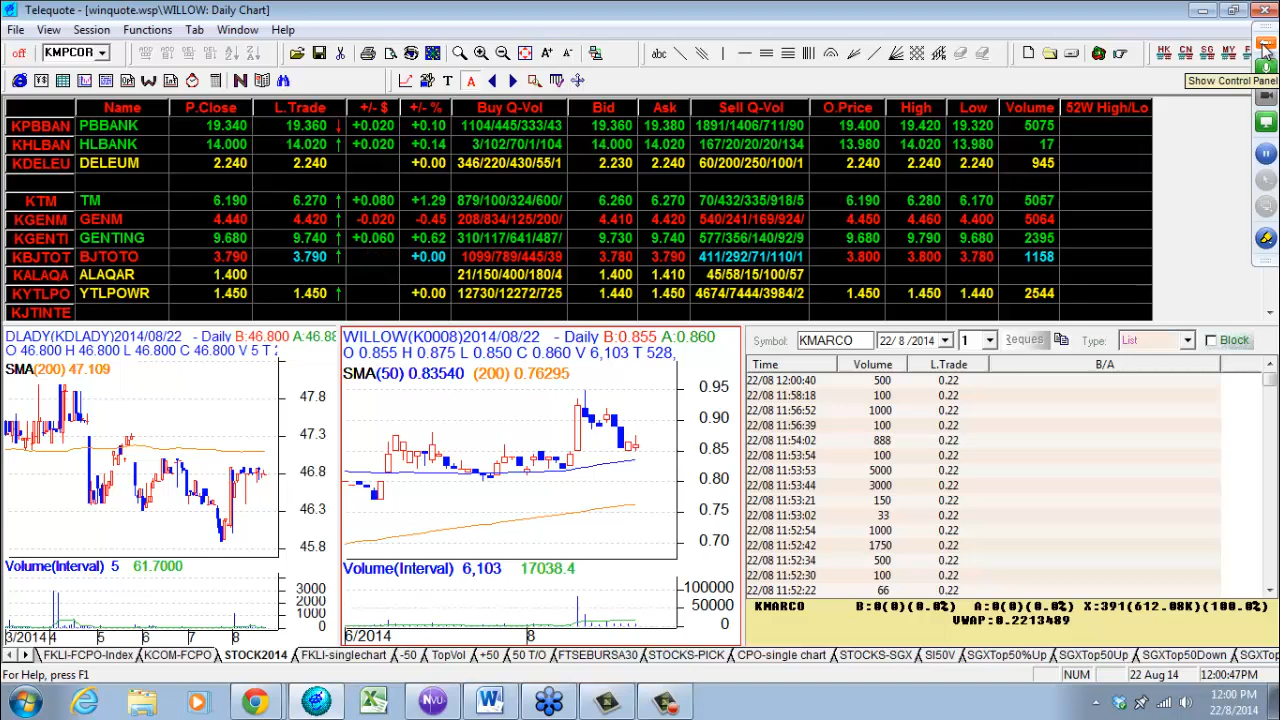 Telequote - [winquote.wsp\WILLOW: Daily Chart]
File View Session Functions Tab Window Help
off KMPCOR abc HK CN SG MY
Show Control Panel
Name P.Close L.Trade +/- $ +/- % Buy Q-Vol Bid Ask Sell Q-Vol O.Price High Low Volume 52W High/Lo
KPBBAN PBBANK 19.340 19.360 ↓ +0.020 +0.10 1104/445/333/43 19.360 19.380 1891/1406/711/90 19.400 19.420 19.320 5075
KHLBAN HLBANK 14.000 14.020 ↑ +0.020 +0.14 3/102/70/1/104 14.000 14.020 167/20/20/20/134 13.980 14.020 13.980 17
KDELEU DELEUM 2.240 2.240 +0.00 346/220/430/55/1 2.230 2.240 60/200/250/100/1 2.240 2.240 2.240 945
KTM TM 6.190 6.270 ↑ +0.080 +1.29 879/100/324/600/ 6.260 6.270 70/432/335/918/5 6.190 6.280 6.170 5057
KGENM GENM 4.440 4.420 ↑ -0.020 -0.45 208/834/125/200/ 4.410 4.420 540/241/169/924/ 4.450 4.460 4.400 5064
KGENTI GENTING 9.680 9.740 ↑ +0.060 +0.62 310/117/641/487/ 9.730 9.740 577/356/140/92/9 9.680 9.790 9.680 2395
KBJTOT BJTOTO 3.790 3.790 ↑ +0.00 1099/789/445/39 3.780 3.790 411/292/71/110/1 3.800 3.800 3.780 1158
KALAQA ALAQAR 1.400 21/150/400/180/4 1.400 1.410 45/58/15/100/57
KYTLPO YTLPOWR 1.450 1.450 ↑ +0.00 12730/12272/725 1.440 1.450 4674/7444/3984/2 1.450 1.450 1.440 2544
KJTINTE
DLADY(KDLADY)2014/08/22 - Daily B:46.800 A:46.88
O 46.800 H 46.800 L 46.800 C 46.800 V 5 T
SMA(200) 47.109
47.8
47.3
46.8
46.3
45.8
Volume(Interval) 5 61.7000
3000
2000
1000
0
3/2014 4 5 6 7 8
WILLOW(K0008)2014/08/22 - Daily B:0.855 A:0.860
O 0.855 H 0.875 L 0.850 C 0.860 V 6,103 T 528,
SMA(50) 0.83540 (200) 0.76295
0.95
0.90
0.85
0.80
0.75
0.70
Volume(Interval) 6,103 17038.4
100000
50000
0
6/2014 8
Symbol: KMARCO 22/ 8/2014 1 Reques Type: List Block
Time Volume L.Trade B/A
22/08 12:00:40 500 0.22
22/08 11:58:18 100 0.22
22/08 11:56:52 1000 0.22
22/08 11:56:39 100 0.22
22/08 11:54:02 888 0.22
22/08 11:53:54 100 0.22
22/08 11:53:53 5000 0.22
22/08 11:53:44 3000 0.22
22/08 11:53:21 150 0.22
22/08 11:53:02 33 0.22
22/08 11:52:54 1000 0.22
22/08 11:52:42 1750 0.22
22/08 11:52:34 500 0.22
22/08 11:52:30 100 0.22
22/08 11:52:22 66 0.22
KMARCO B:0(0)(0.0%) A:0(0)(0.0%) X:391(612.08K)(100.0%)
VWAP:0.2213489
FKLI-FCPO-Index KCOM-FCPO STOCK2014 FKLI-singlechart -50 TopVol +50 50 T/O FTSEBURSA30 STOCKS-PICK CPO-single chart STOCKS-SGX SI50V SGXTop50%Up SGXTop50Up SGXTop50Down SGXTo
For Help, press F1 NUM 22 Aug 14 12:00:47PM
12:00 PM
22/8/2014